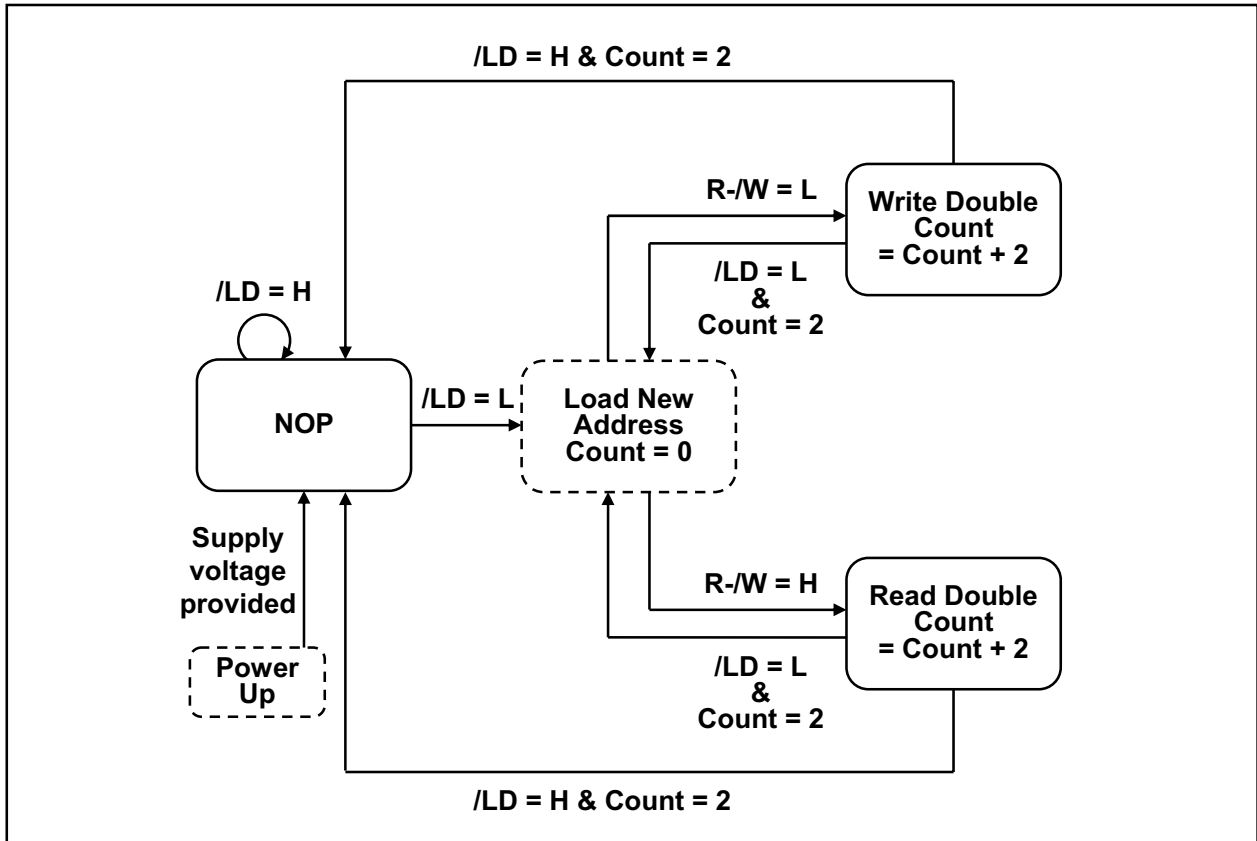 /LD = H & Count = 2
R-/W = L
Write Double
Count
= Count + 2
/LD = L
&
Count = 2
/LD = H
NOP
/LD = L
Load New
Address
Count = 0
Supply
voltage
provided
R-/W = H
Read Double
Count
= Count + 2
Power
Up
/LD = L
&
Count = 2
/LD = H & Count = 2